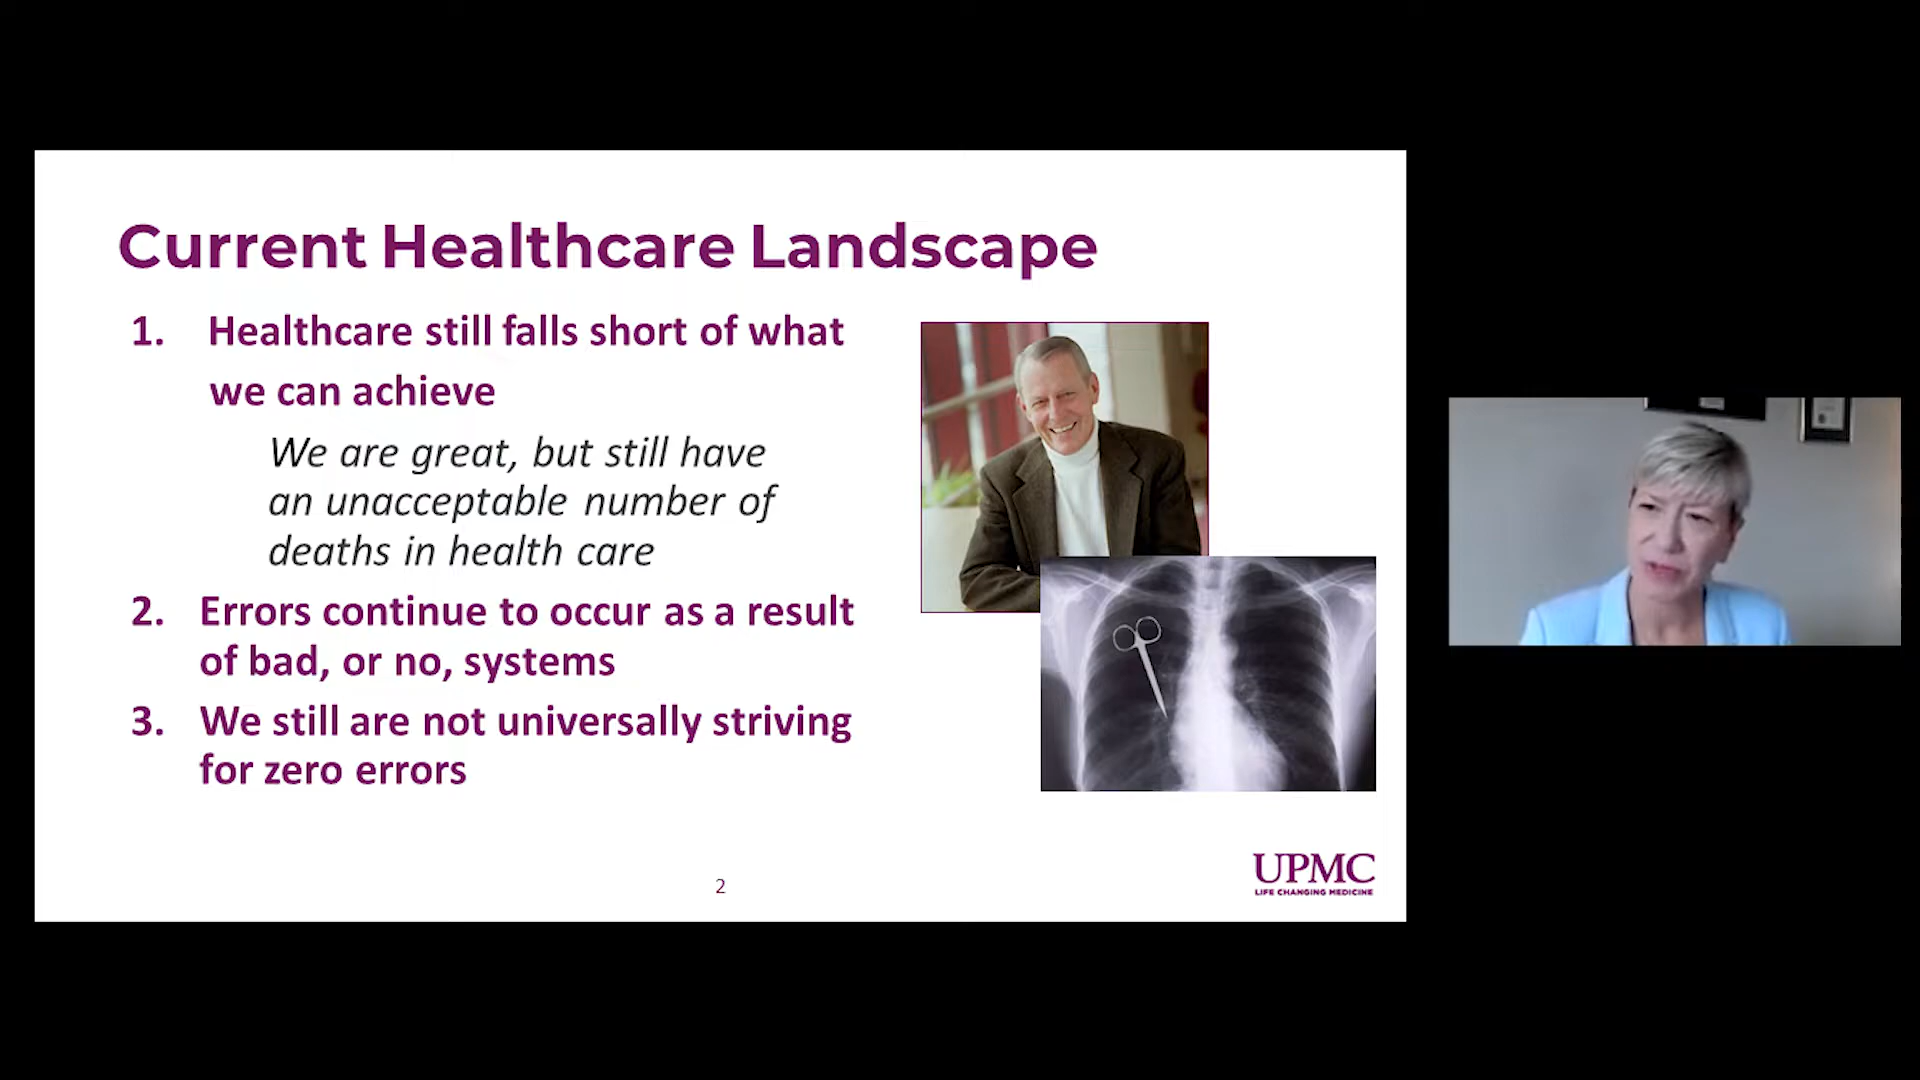 Current Healthcare Landscape
1. Healthcare still falls short of what
we can achieve
We are great, but still have
an unacceptable number of
deaths in health care
2. Errors continue to occur as a result
of bad, or no, systems
3. We still are not universally striving
for zero errors
2
UPMC
LIFE CHANGING MEDICINE